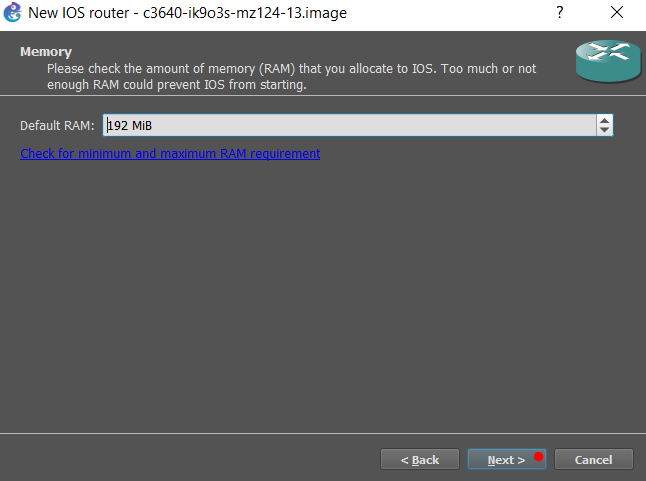 New IOS router - c3640-ik9o3s-mz124-13.image
Memory
Please check the amount of memory (RAM) that you allocate to IOS. Too much or not
enough RAM could prevent IOS from starting.
Default RAM: 192 MiB
Check for minimum and maximum RAM requirement
< Back Next > Cancel